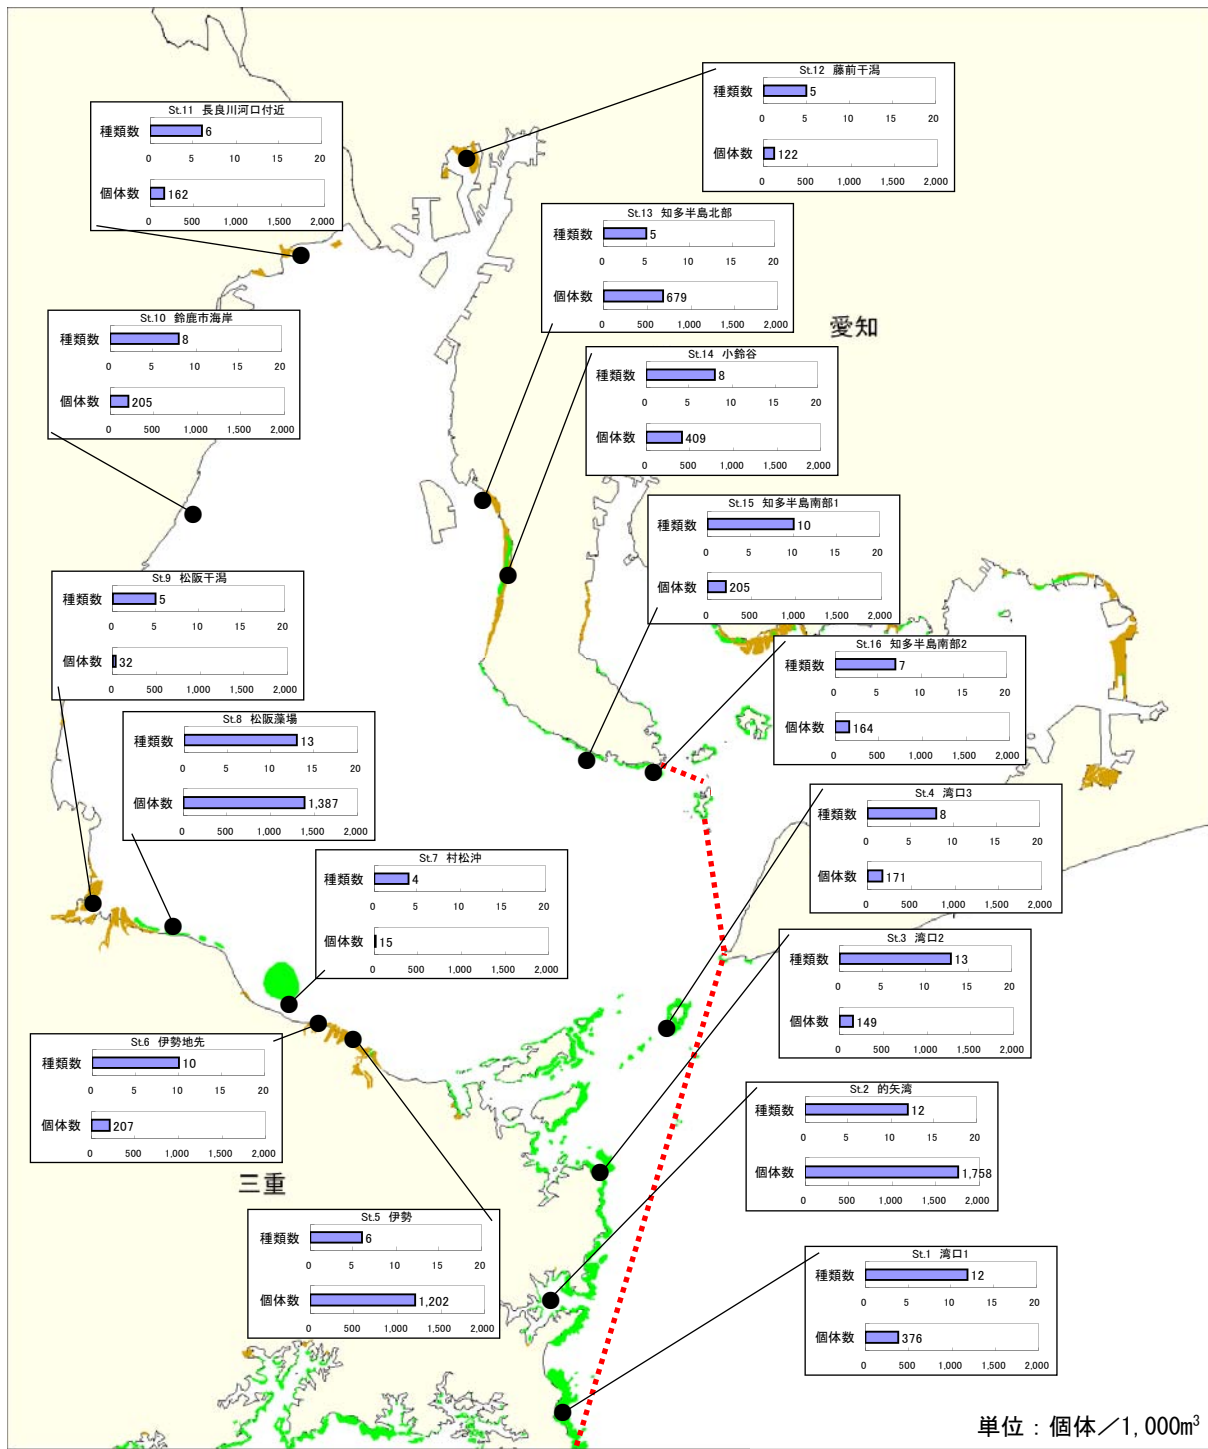 St.12 藤前干潟
種類数 5
0 5 10 15 20
個体数 122
0 500 1,000 1,500 2,000
St.11 長良川河口付近
種類数 6
0 5 10 15 20
個体数 162
0 500 1,000 1,500 2,000
St.13 知多半島北部
種類数 5
0 5 10 15 20
個体数 679
0 500 1,000 1,500 2,000
愛知
St.10 鈴鹿市海岸
種類数 8
0 5 10 15 20
個体数 205
0 500 1,000 1,500 2,000
St.14 小鈴谷
種類数 8
0 5 10 15 20
個体数 409
0 500 1,000 1,500 2,000
St.15 知多半島南部1
種類数 10
0 5 10 15 20
個体数 205
0 500 1,000 1,500 2,000
St.9 松阪干潟
種類数 5
0 5 10 15 20
個体数 32
0 500 1,000 1,500 2,000
St.16 知多半島南部2
種類数 7
0 5 10 15 20
個体数 164
0 500 1,000 1,500 2,000
St.8 松阪藻場
種類数 13
0 5 10 15 20
個体数 1,387
0 500 1,000 1,500 2,000
St.4 湾口3
種類数 8
0 5 10 15 20
個体数 171
0 500 1,000 1,500 2,000
St.7 村松沖
種類数 4
0 5 10 15 20
個体数 15
0 500 1,000 1,500 2,000
St.3 湾口2
種類数 13
0 5 10 15 20
個体数 149
0 500 1,000 1,500 2,000
St.6 伊勢地先
種類数 10
0 5 10 15 20
個体数 207
0 500 1,000 1,500 2,000
三重
St.2 的矢湾
種類数 12
0 5 10 15 20
個体数 1,758
0 500 1,000 1,500 2,000
St.5 伊勢
種類数 6
0 5 10 15 20
個体数 1,202
0 500 1,000 1,500 2,000
St.1 湾口1
種類数 12
0 5 10 15 20
個体数 376
0 500 1,000 1,500 2,000
単位：個体／1,000m³